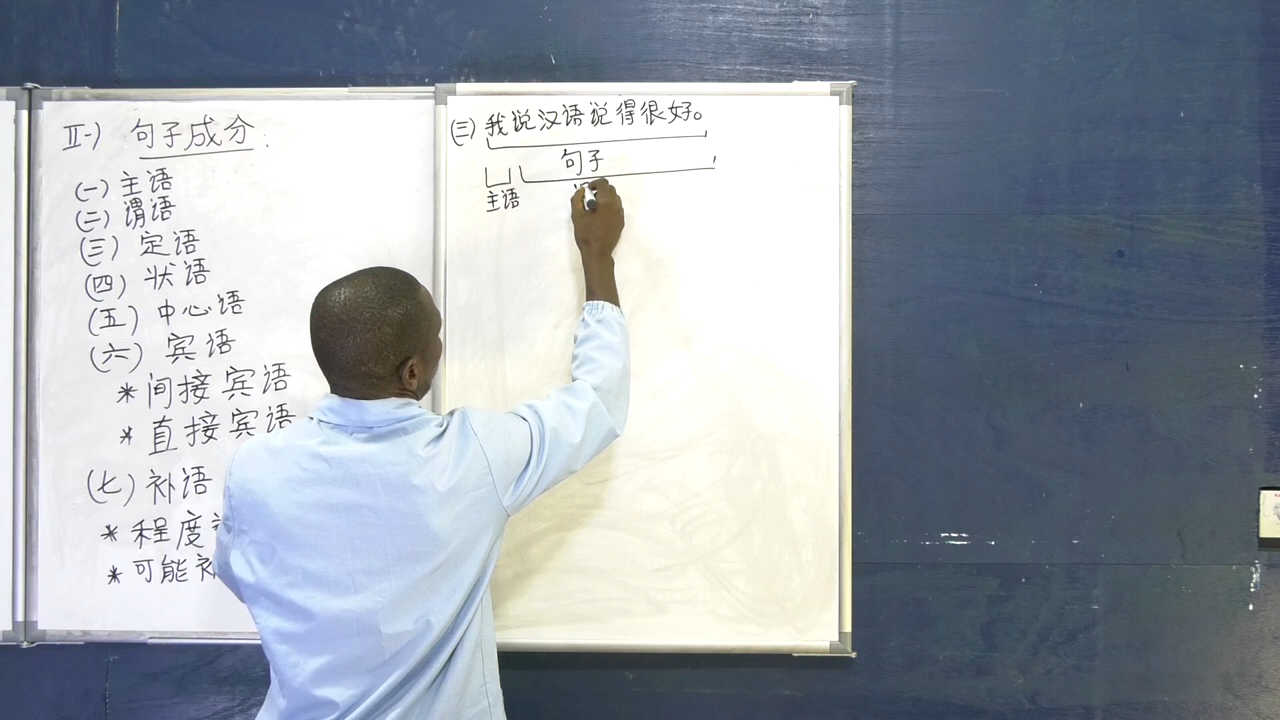 II-) 句子成分:
(一) 主语
(二) 谓语
(三) 定语
(四) 状语
(五) 中心语
(六) 宾语
* 间接宾语
* 直接宾语
(七) 补语
* 程度
* 可能补
(三) 我说汉语说得很好。
句子
主语